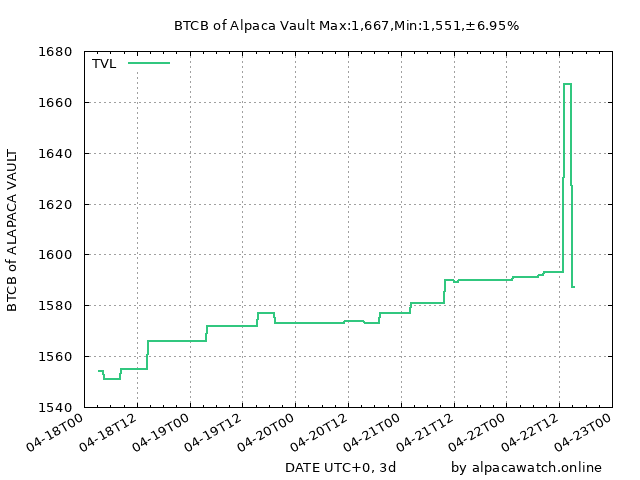 BTCB of Alpaca Vault Max:1,667,Min:1,551,±6.95%
TVL
1680
1660
1640
1620
1600
1580
1560
1540
BTCB of ALAPACA VAULT
04-18T00
04-18T12
04-19T00
04-19T12
04-20T00
04-20T12
04-21T00
04-21T12
04-22T00
04-22T12
04-23T00
DATE UTC+0, 3d
by alpacawatch.online